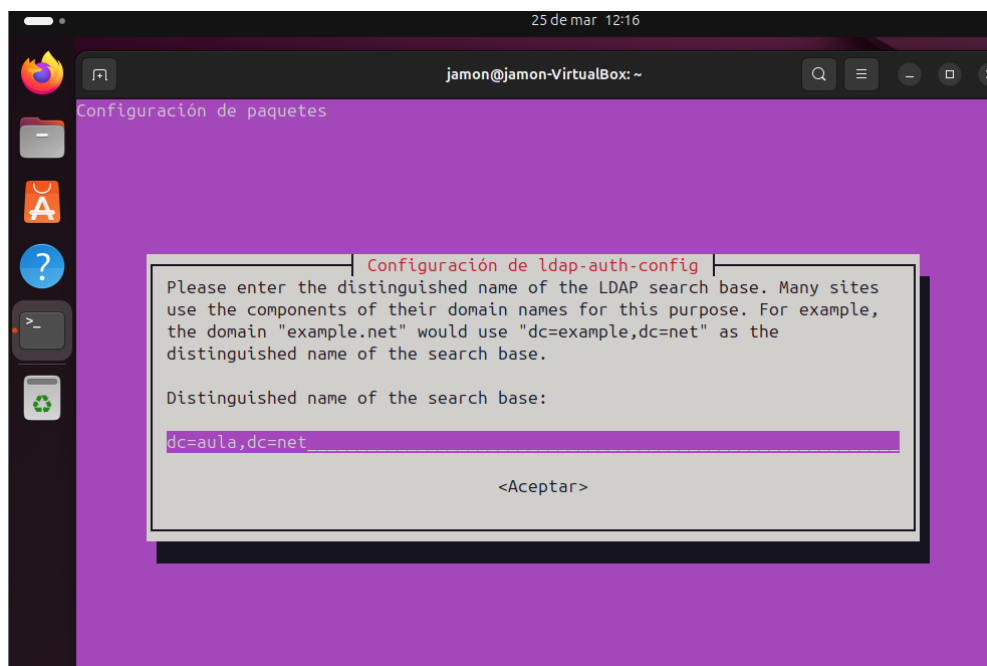 25 de mar 12:16
jamon@jamon-VirtualBox: ~
Configuración de paquetes
Configuración de ldap-auth-config
Please enter the distinguished name of the LDAP search base. Many sites
use the components of their domain names for this purpose. For example,
the domain "example.net" would use "dc=example,dc=net" as the
distinguished name of the search base.
Distinguished name of the search base:
dc=aula,dc=net
<Aceptar>